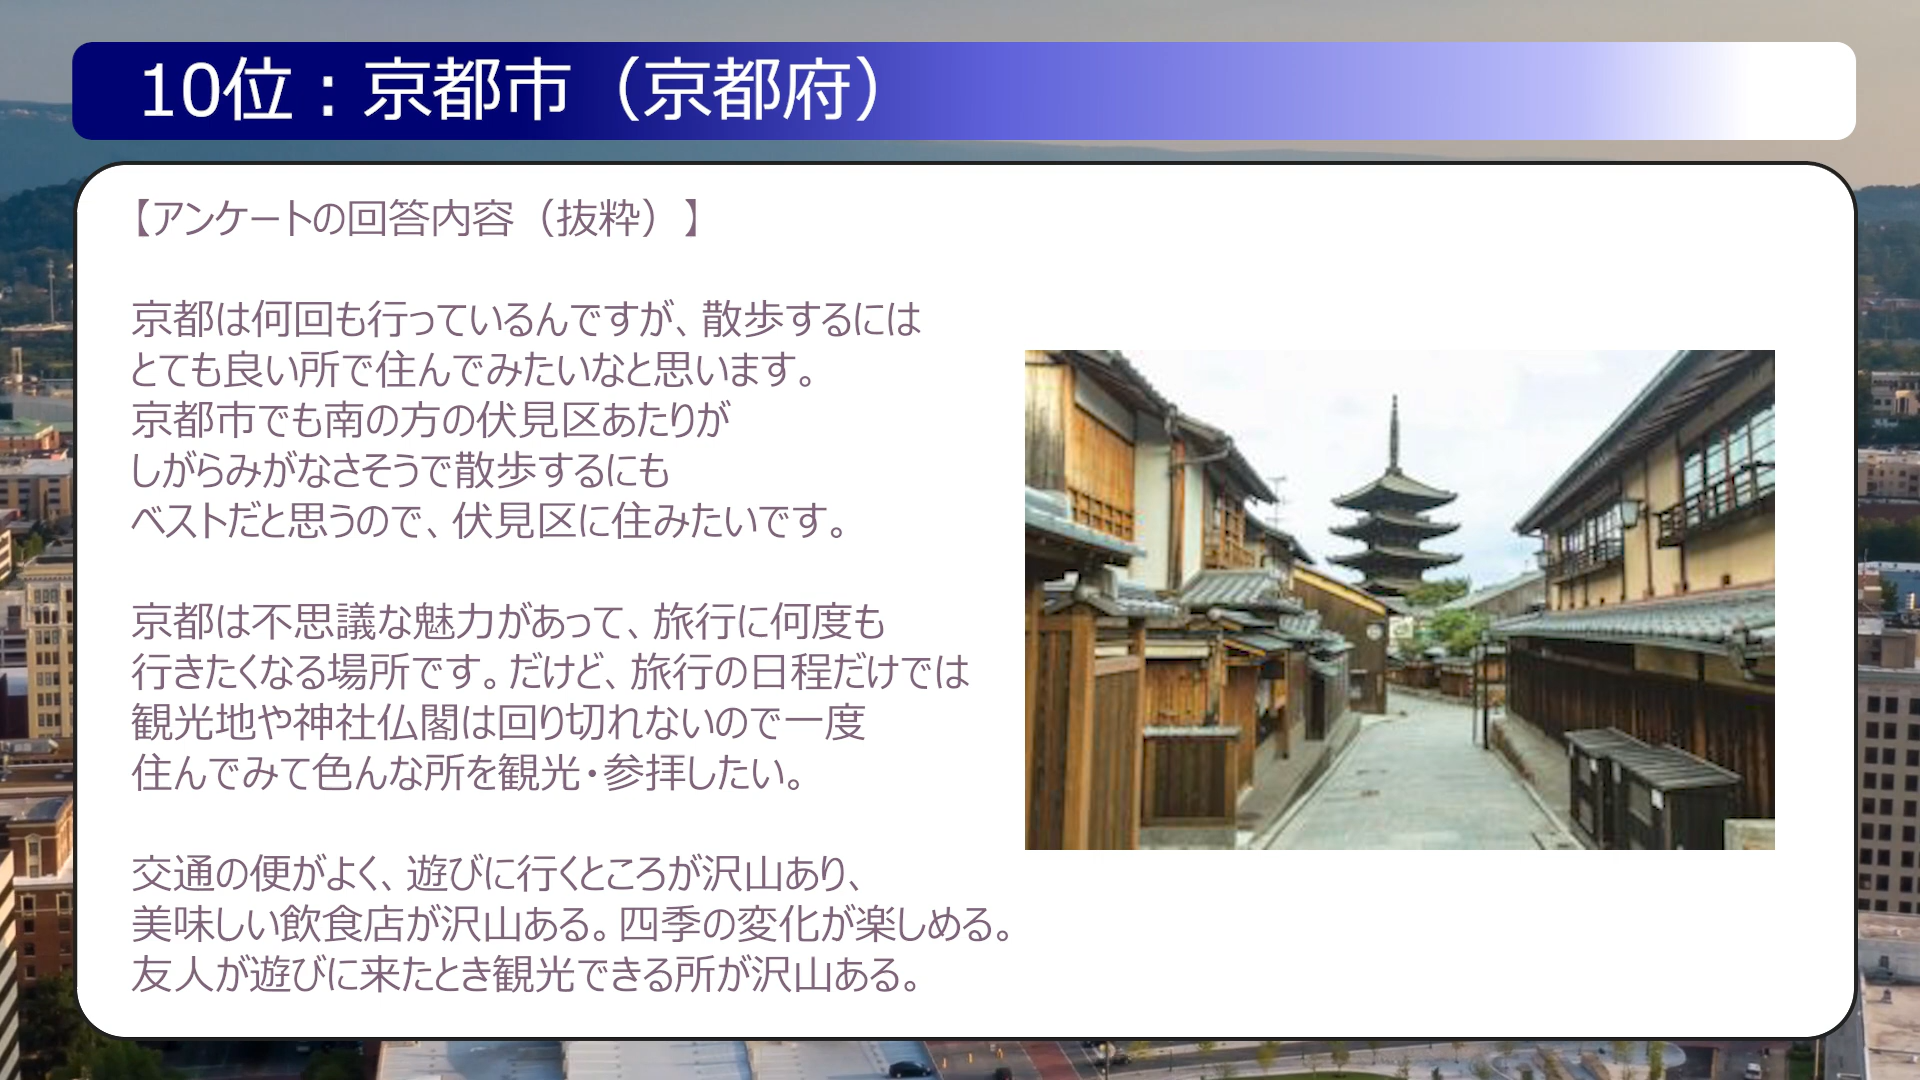 10位：京都市（京都府）
【アンケートの回答内容（抜粋）】
京都は何回も行っているんですが、散歩するには
とても良い所で住んでみたいなと思います。
京都市でも南の方の伏見区あたりが
しがらみがなさそうで散歩するにも
ベストだと思うので、伏見区に住みたいです。
京都は不思議な魅力があって、旅行に何度も
行きたくなる場所です。だけど、旅行の日程だけでは
観光地や神社仏閣は回り切れないので一度
住んでみて色んな所を観光・参拝したい。
交通の便がよく、遊びに行くところが沢山あり、
美味しい飲食店が沢山ある。四季の変化が楽しめる。
友人が遊びに来たとき観光できる所が沢山ある。